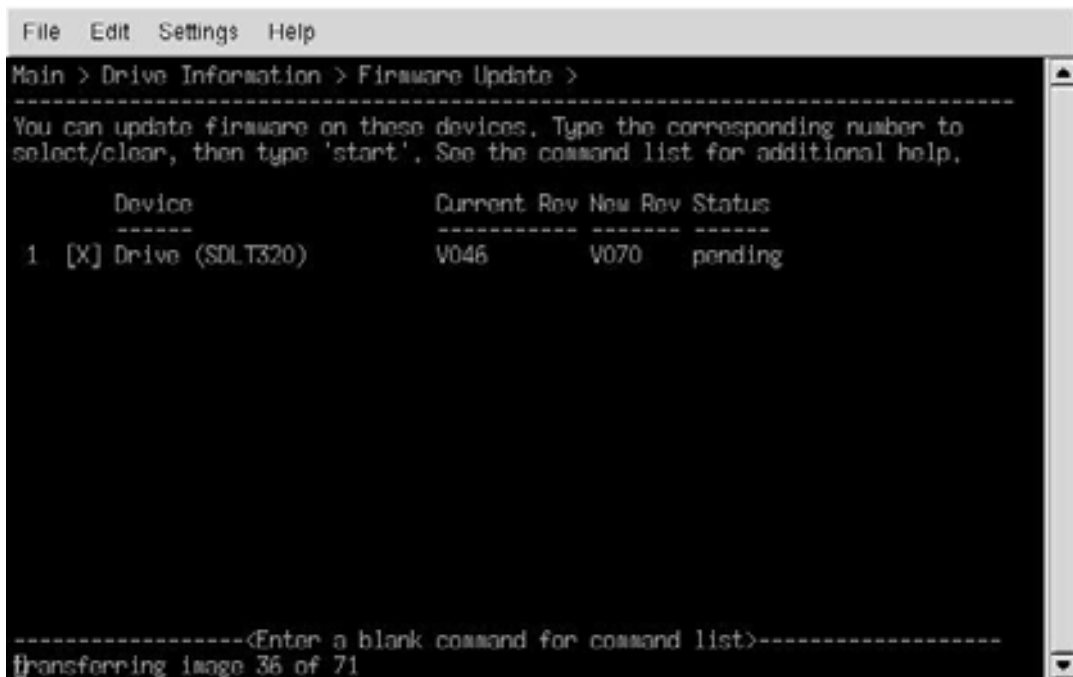 File Edit Settings Help
Main > Drive Information > Firmware Update >
--------------------------------------------------------------------------------
You can update firmware on these devices. Type the corresponding number to
select/clear, then type 'start'. See the command list for additional help.
Device Current Rev New Rev Status
------ ----------- ------- ------
1 [X] Drive (SDLT320) V046 V070 pending
------------------<Enter a blank command for command list>-------------------
Transferring image 36 of 71